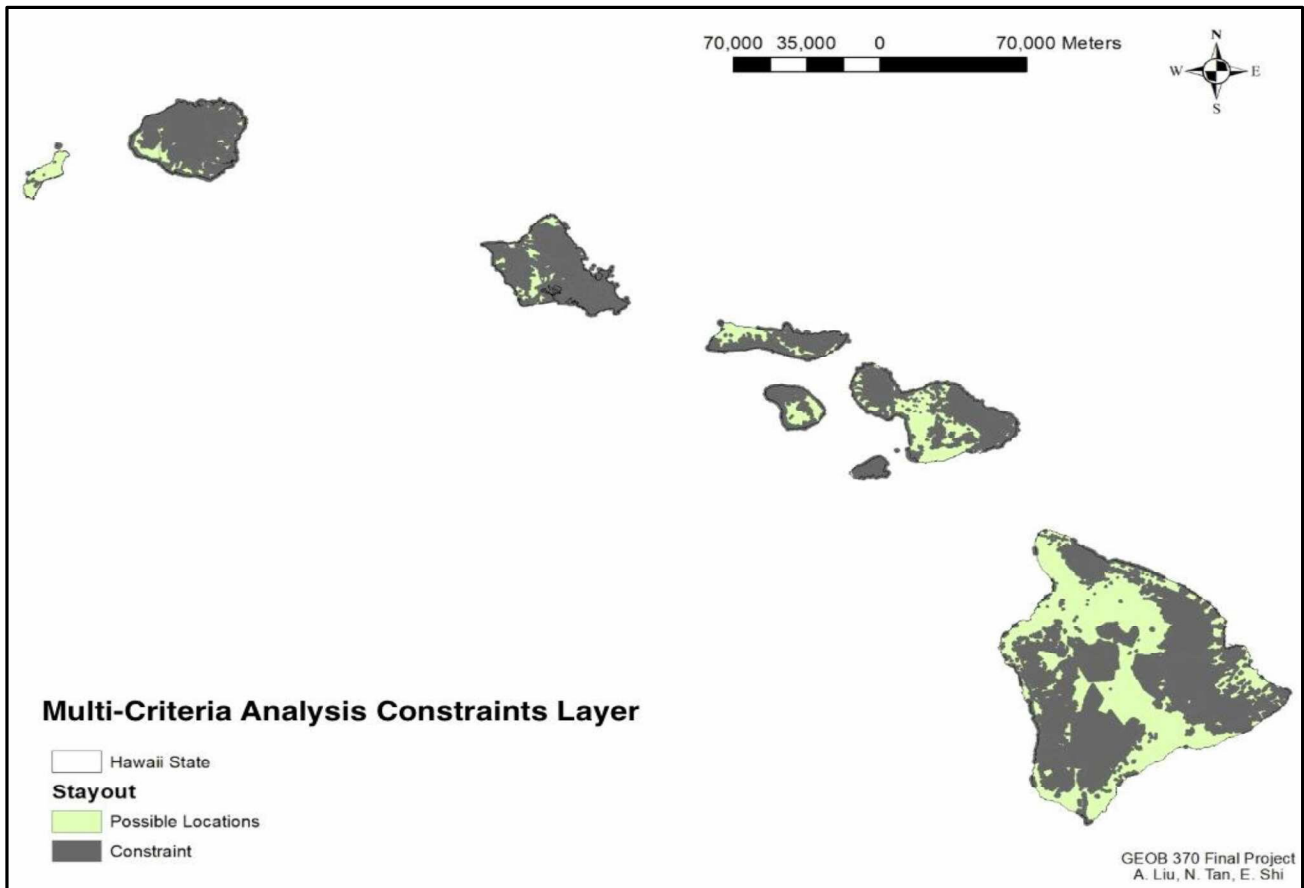 70,000 35,000 0 70,000 Meters
N
W E
S
Multi-Criteria Analysis Constraints Layer
Hawaii State
Stayout
Possible Locations
Constraint
GEOB 370 Final Project
A. Liu, N. Tan, E. Shi